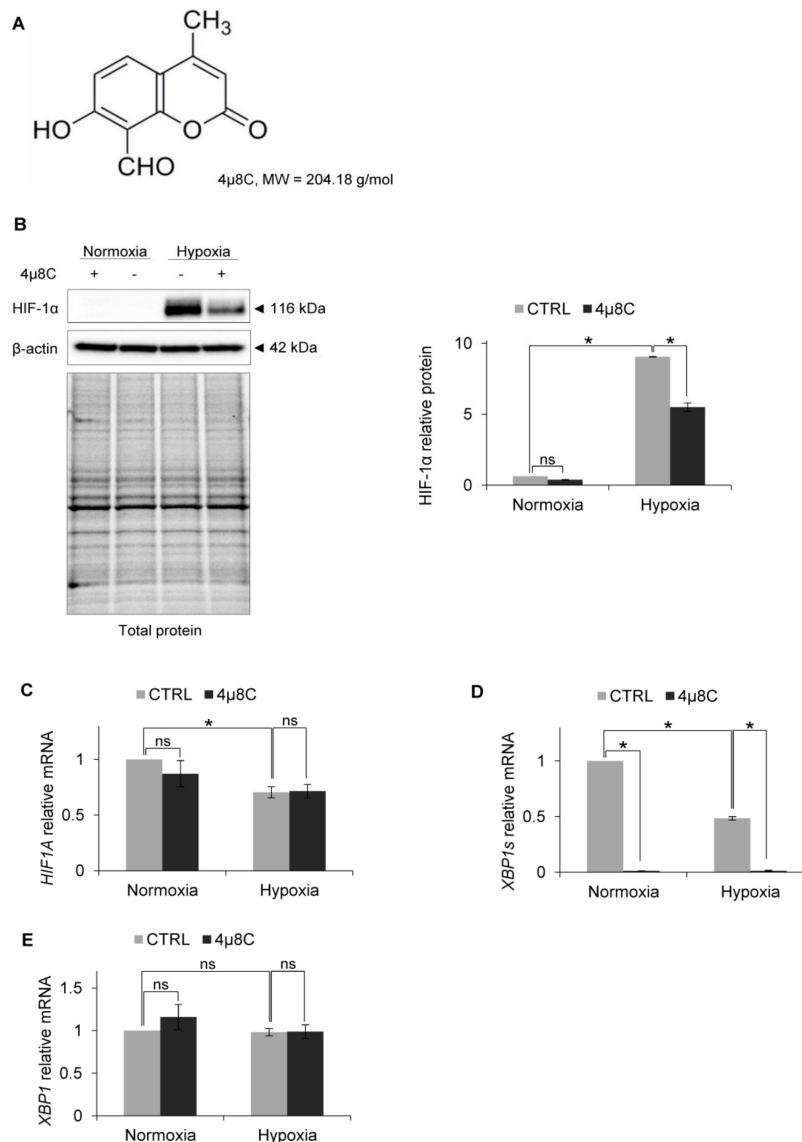 A
CH3
HO
O
O
CHO
4µ8C, MW = 204.18 g/mol
B
Normoxia Hypoxia
4µ8C + - - +
HIF-1α ◄ 116 kDa
β-actin ◄ 42 kDa
Total protein
CTRL 4µ8C
HIF-1α relative protein
10
5
0
* *
ns
Normoxia Hypoxia
C
CTRL 4µ8C
HIF1A relative mRNA
1
0.5
0
* ns
ns
Normoxia Hypoxia
D
CTRL 4µ8C
XBP1s relative mRNA
1
0.5
0
* *
*
Normoxia Hypoxia
E
CTRL 4µ8C
XBP1 relative mRNA
1.5
1
0.5
0
ns ns
ns
Normoxia Hypoxia